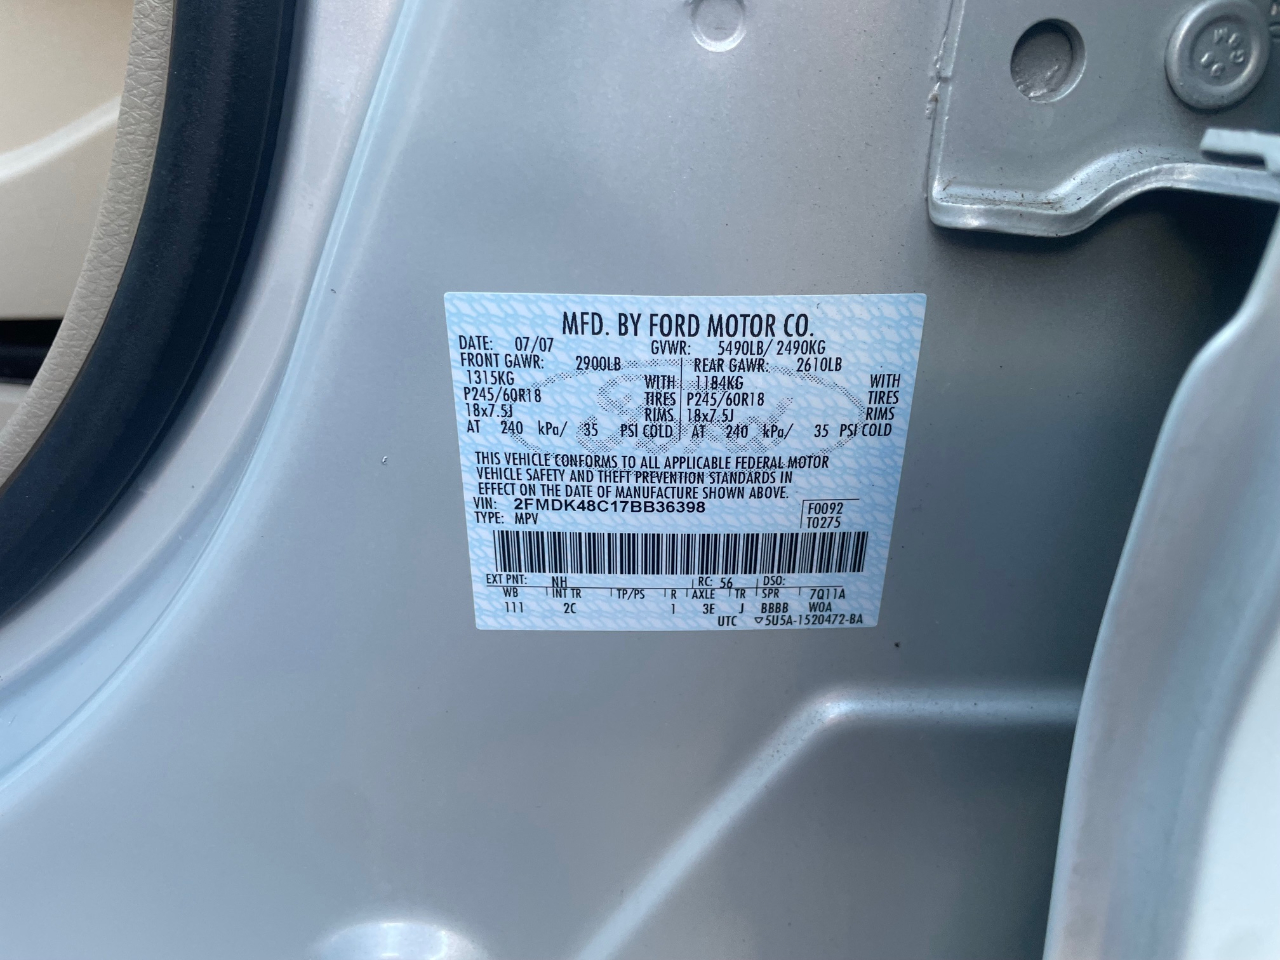 MFD. BY FORD MOTOR CO.
DATE: 07/07 GVWR: 5490LB/ 2490KG
FRONT GAWR: 2900LB REAR GAWR: 2610LB
1315KG WITH 1184KG WITH
P245/60R18 TIRES P245/60R18 TIRES
18x7.5J RIMS 18x7.5J RIMS
AT 240 kPa/ 35 PSI COLD AT 240 kPa/ 35 PSI COLD
THIS VEHICLE CONFORMS TO ALL APPLICABLE FEDERAL MOTOR
VEHICLE SAFETY AND THEFT PREVENTION STANDARDS IN
EFFECT ON THE DATE OF MANUFACTURE SHOWN ABOVE.
VIN: 2FMDK48C17BB36398 F0092
TYPE: MPV T0275
EXT PNT: NH RC: 56 DSO:
WB INT TR TP/PS R AXLE TR SPR 7Q11A
111 2C 1 3E J BBBB W0A
UTC ▽5U5A-1520472-BA